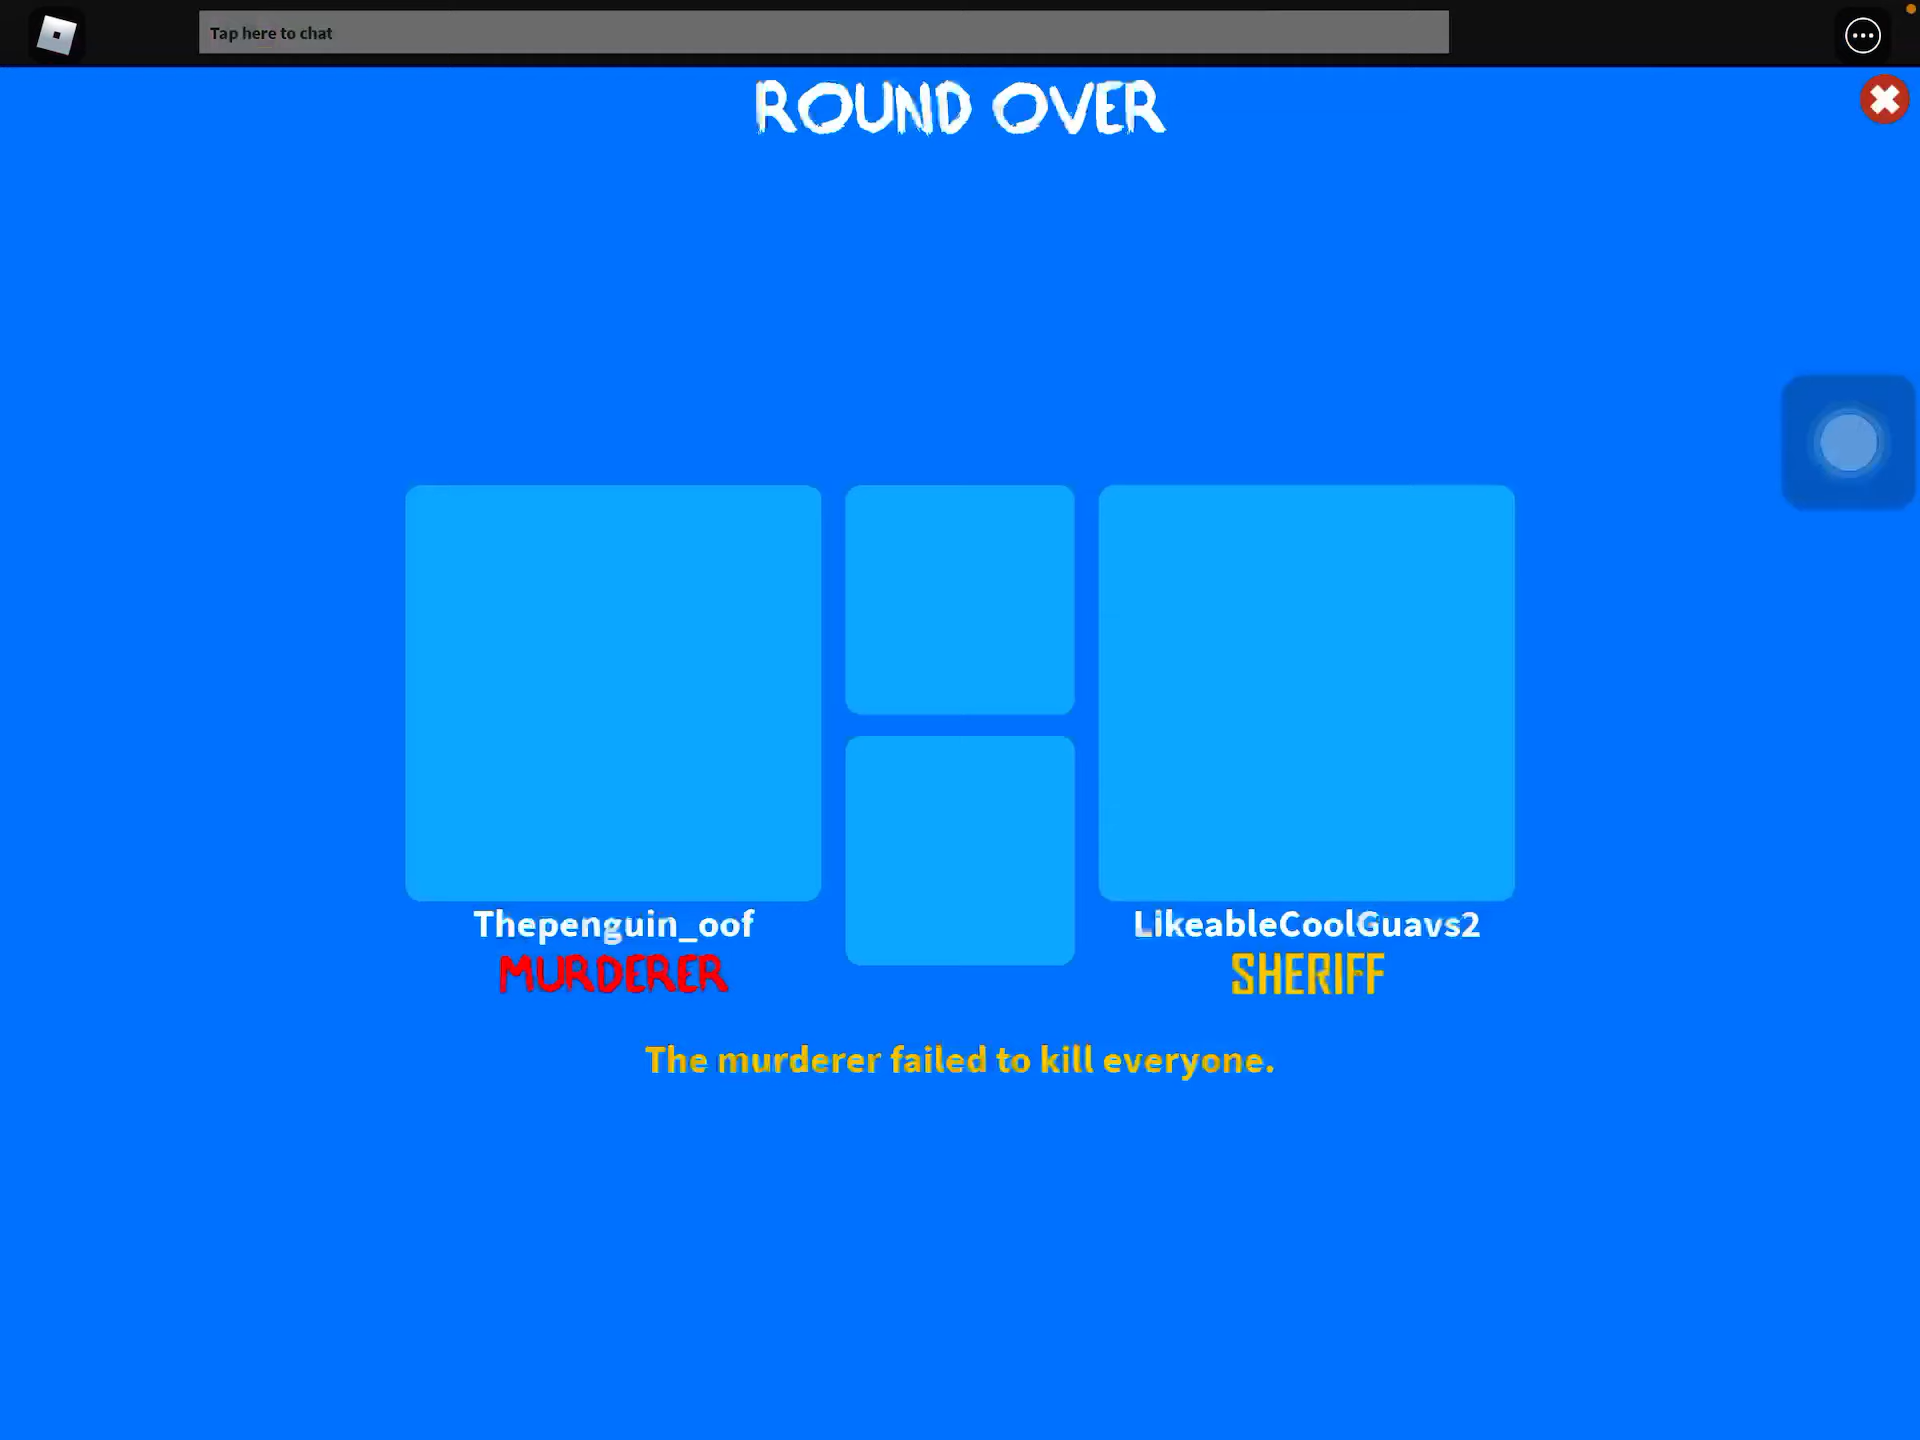 Tap here to chat
ROUND OVER
Thepenguin_oof
MURDERER
LikeableCoolGuavs2
SHERIFF
The murderer failed to kill everyone.